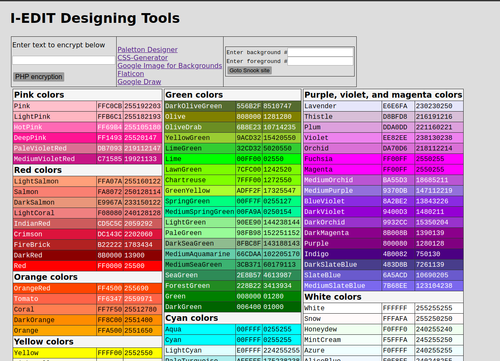 I-EDIT Designing Tools
Enter text to encrypt below
PHP encryption
Paletton Designer
CSS-Generator
Google Image for Backgrounds
Flaticon
Google Draw
Enter background #
Enter foreground #
Goto Snook site
Pink colors
Pink FFC0CB 255192203
LightPink FFB6C1 255182193
HotPink FF69B4 255105180
DeepPink FF1493 25520147
PaleVioletRed DB7093 219112147
MediumVioletRed C71585 19921133
Red colors
LightSalmon FFA07A 255160122
Salmon FA8072 250128114
DarkSalmon E9967A 233150122
LightCoral F08080 240128128
IndianRed CD5C5C 2059292
Crimson DC143C 2202060
FireBrick B22222 1783434
DarkRed 8B0000 13900
Red FF0000 25500
Orange colors
OrangeRed FF4500 255690
Tomato FF6347 2559971
Coral FF7F50 25512780
DarkOrange FF8C00 2551400
Orange FFA500 2551650
Yellow colors
Yellow FFFF00 2552550
Green colors
DarkOliveGreen 556B2F 8510747
Olive 808000 1281280
OliveDrab 6B8E23 10714235
YellowGreen 9ACD32 15420550
LimeGreen 32CD32 5020550
Lime 00FF00 02550
LawnGreen 7CFC00 1242520
Chartreuse 7FFF00 1272550
GreenYellow ADFF2F 17325547
SpringGreen 00FF7F 0255127
MediumSpringGreen 00FA9A 0250154
LightGreen 90EE90 144238144
PaleGreen 98FB98 152251152
DarkSeaGreen 8FBC8F 143188143
MediumAquamarine 66CDAA 102205170
MediumSeaGreen 3CB371 60179113
SeaGreen 2E8B57 4613987
ForestGreen 228B22 3413934
Green 008000 01280
DarkGreen 006400 01000
Cyan colors
Aqua 00FFFF 0255255
Cyan 00FFFF 0255255
LightCyan E0FFFF 224255255
Purple, violet, and magenta colors
Lavender E6E6FA 230230250
Thistle D8BFD8 216191216
Plum DDA0DD 221160221
Violet EE82EE 238130238
Orchid DA70D6 218112214
Fuchsia FF00FF 2550255
Magenta FF00FF 2550255
MediumOrchid BA55D3 18685211
MediumPurple 9370DB 147112219
BlueViolet 8A2BE2 13843226
DarkViolet 9400D3 1480211
DarkOrchid 9932CC 15350204
DarkMagenta 8B008B 1390139
Purple 800080 1280128
Indigo 4B0082 750130
DarkSlateBlue 483D8B 7261139
SlateBlue 6A5ACD 10690205
MediumSlateBlue 7B68EE 123104238
White colors
White FFFFFF 255255255
Snow FFFAFA 255250250
Honeydew F0FFF0 240255240
MintCream F5FFFA 245255250
Azure F0FFFF 240255255